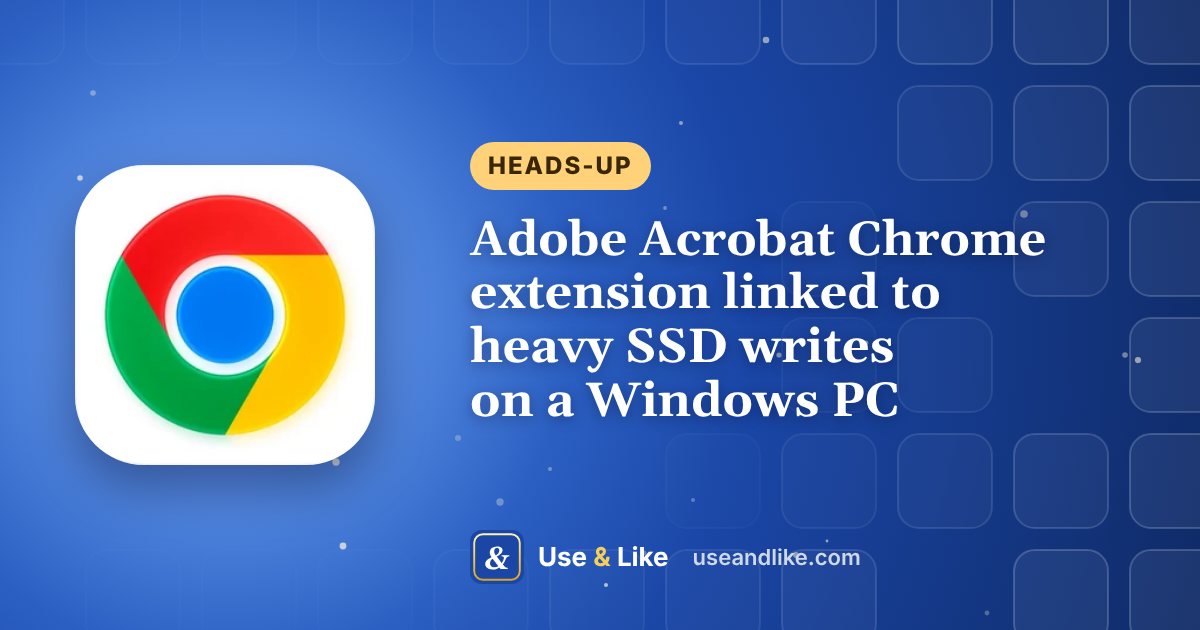 HEADS-UP
Adobe Acrobat Chrome
extension linked to
heavy SSD writes
on a Windows PC
& Use & Like useandlike.com